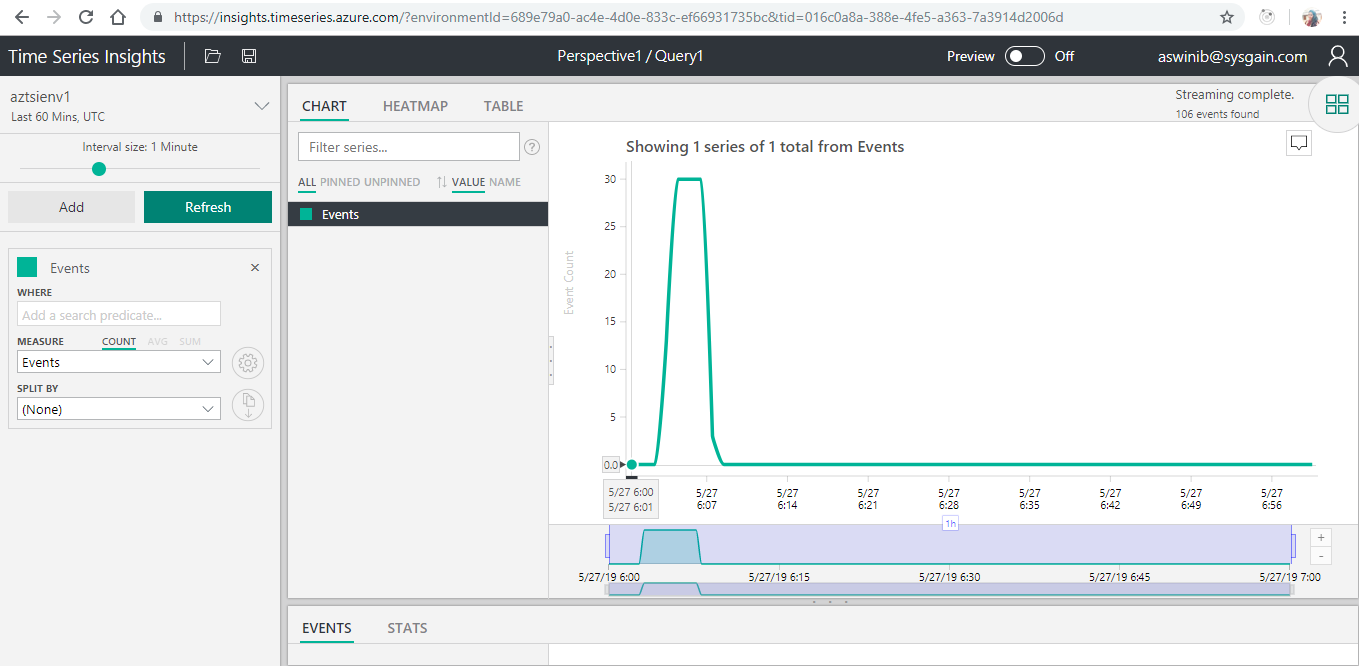 https://insights.timeseries.azure.com/?environmentId=689e79a0-ac4e-4d0e-833c-ef66931735bc&tid=016c0a8a-388e-4fe5-a363-7a3914d2006d
Time Series Insights
Perspective1 / Query1
Preview
Off
aswinib@sysgain.com
aztsienv1
Last 60 Mins, UTC
Interval size: 1 Minute
Add
Refresh
Events
×
WHERE
Add a search predicate...
MEASURE
COUNT AVG SUM
Events
SPLIT BY
(None)
CHART HEATMAP TABLE
Streaming complete.
106 events found
Filter series...
?
ALL PINNED UNPINNED
VALUE NAME
Events
Showing 1 series of 1 total from Events
Event Count
30
25
20
15
10
5
0.0
5/27 6:00
5/27 6:01
5/27
6:07
5/27
6:14
5/27
6:21
5/27
6:28
5/27
6:35
5/27
6:42
5/27
6:49
5/27
6:56
1h
+
-
5/27/19 6:00
5/27/19 6:15
5/27/19 6:30
5/27/19 6:45
5/27/19 7:00
EVENTS STATS